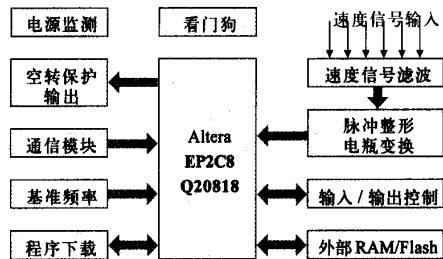 电源监测
看门狗
速度信号输入
空转保护
输出
速度信号滤波
通信模块
Altera
EP2C8
Q20818
脉冲整形
电瓶变换
基准频率
输入/输出控制
程序下载
外部RAM/Flash